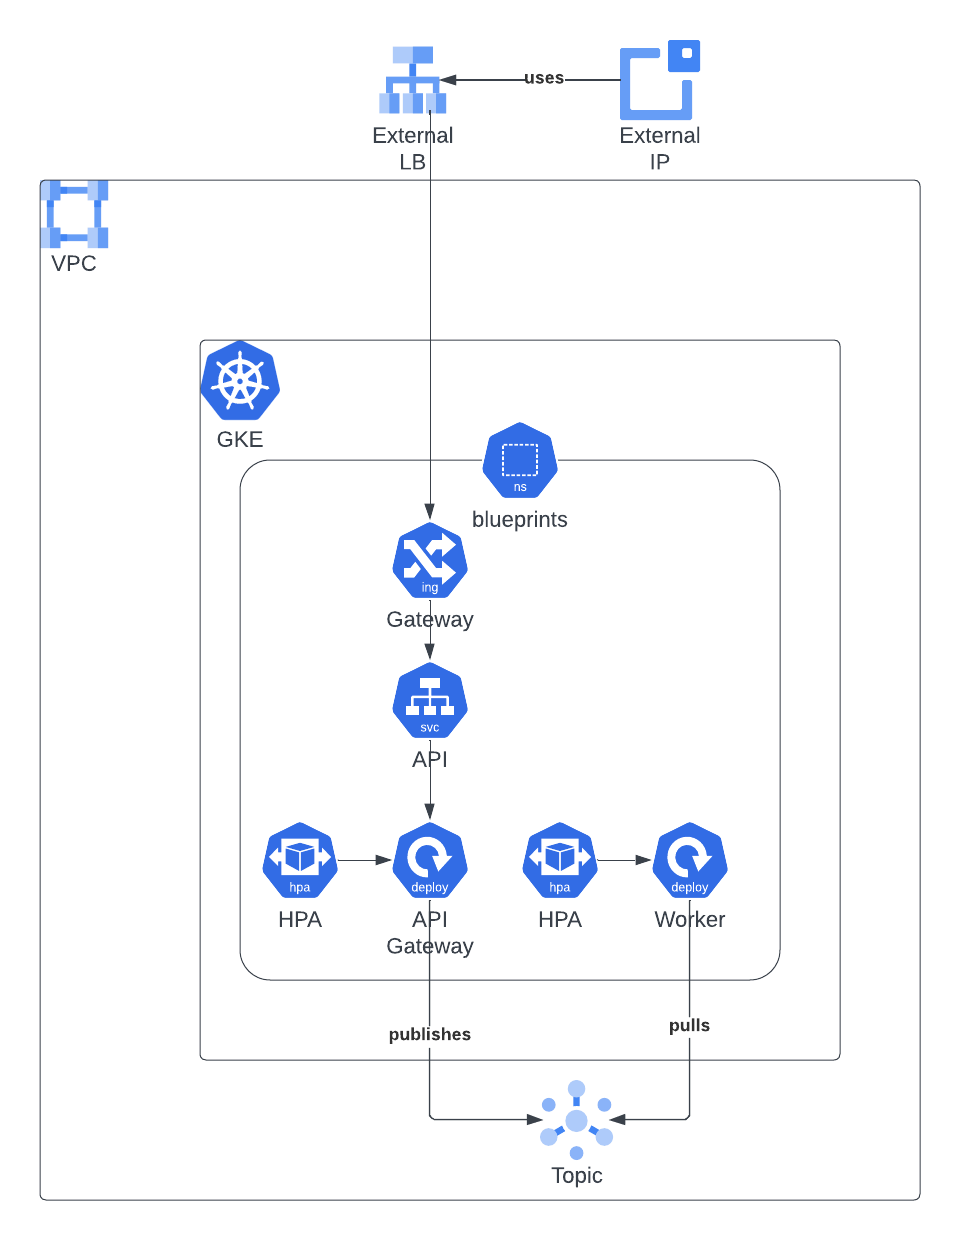 uses
External
LB
External
IP
VPC
GKE
ns
blueprints
ing
Gateway
svc
API
hpa
HPA
deploy
API
Gateway
hpa
HPA
deploy
Worker
publishes
pulls
Topic